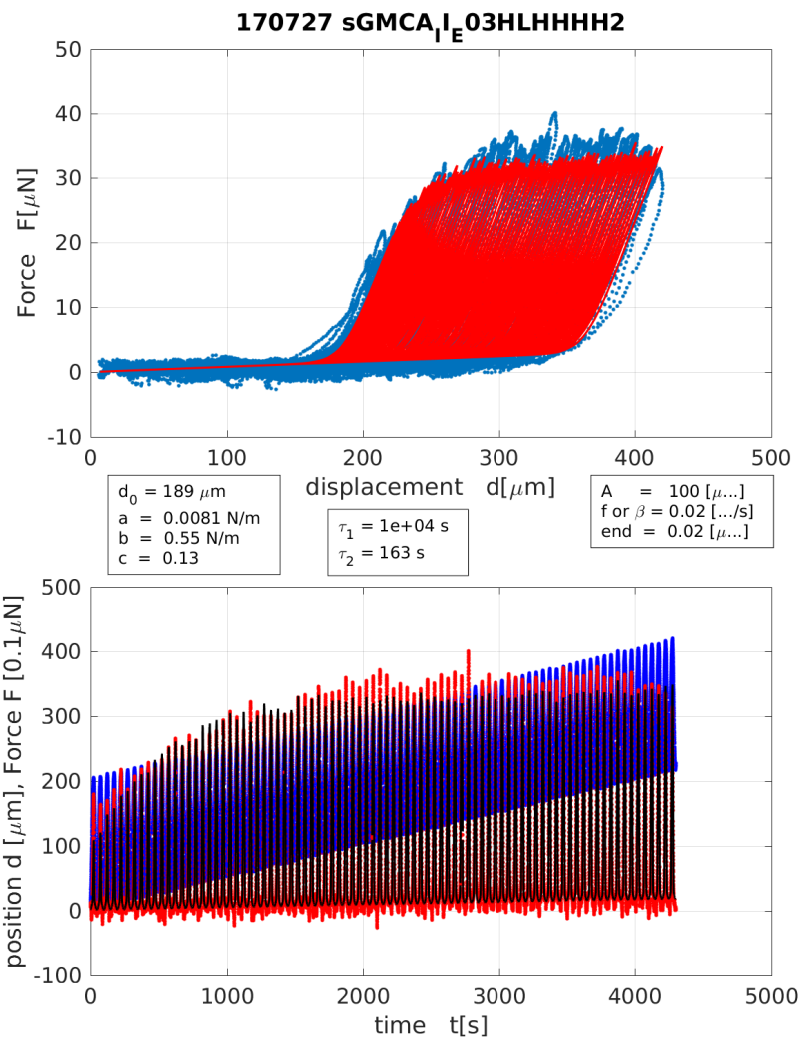 170727 sGMCA_II_E03HLHHHH2
50
40
30
20
10
0
-10
Force F[μN]
0 100 200 300 400 500
displacement d[μm]
d_0 = 189 μm
a = 0.0081 N/m
b = 0.55 N/m
c = 0.13
τ_1 = 1e+04 s
τ_2 = 163 s
A = 100 [μ...]
f or β = 0.02 [.../s]
end = 0.02 [μ...]
500
400
300
200
100
0
-100
position d [μm], Force F [0.1μN]
0 1000 2000 3000 4000 5000
time t[s]